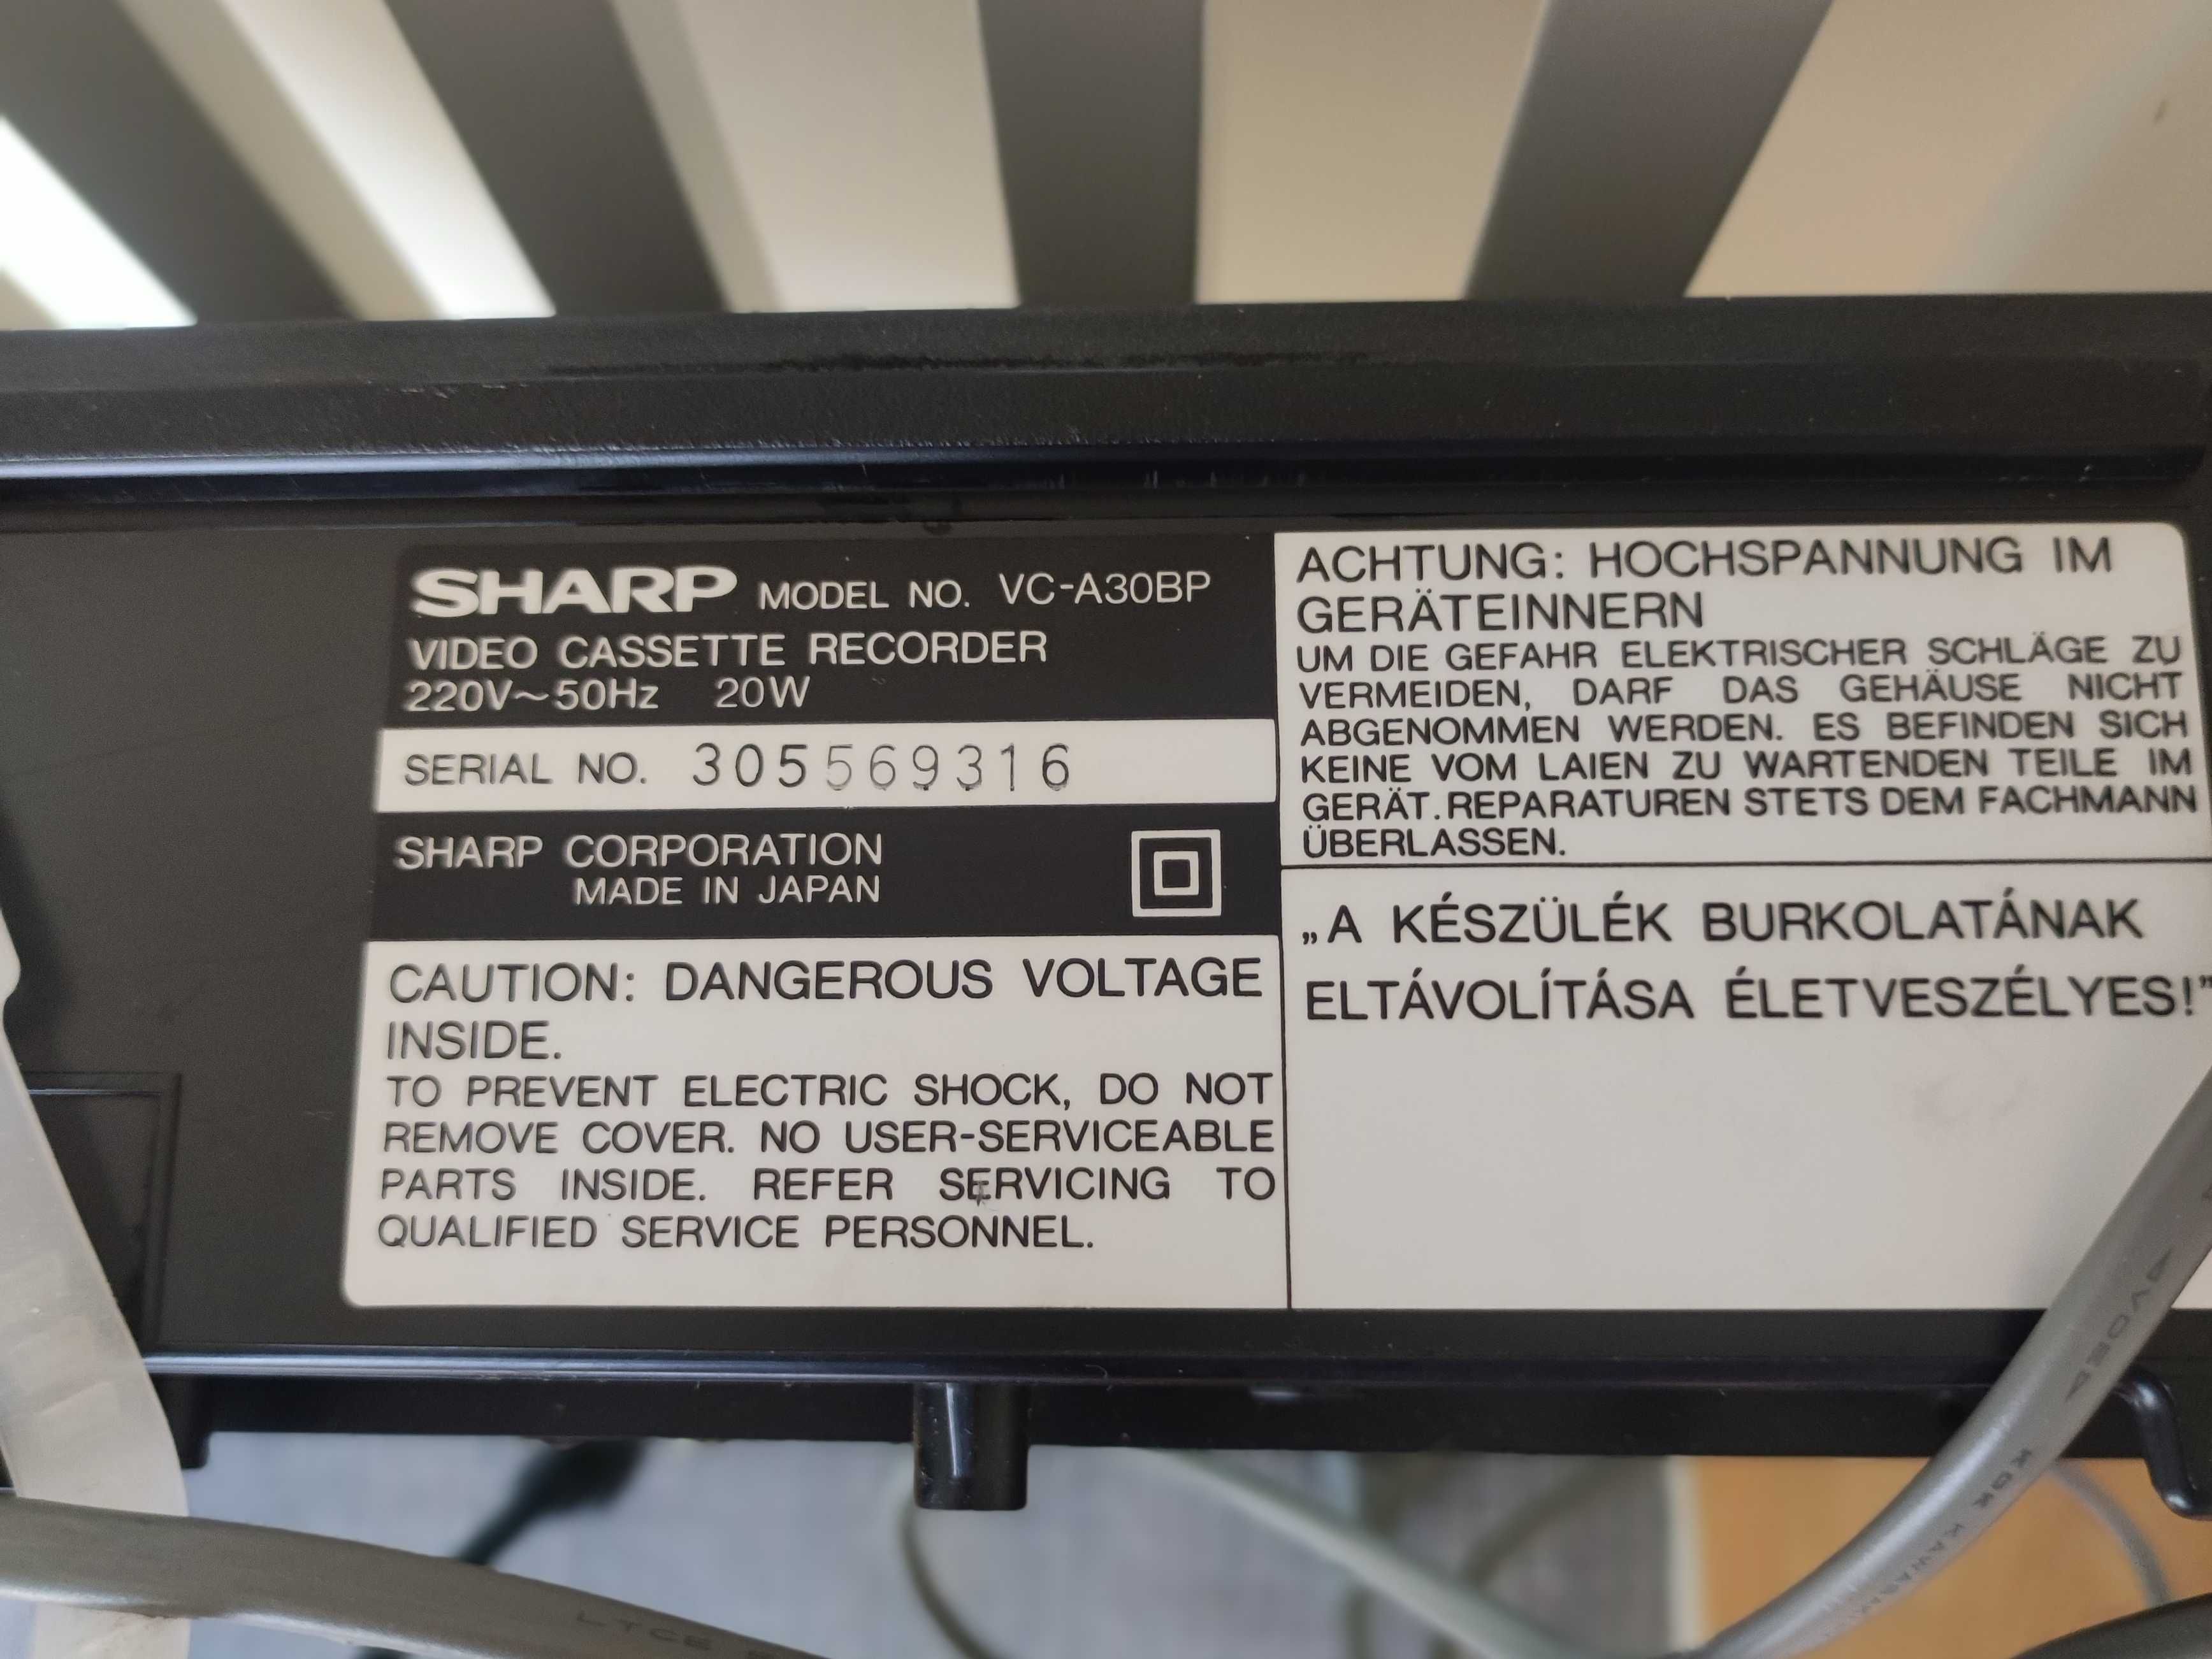 SHARP MODEL NO. VC-A30BP
VIDEO CASSETTE RECORDER
220V~50Hz 20W
SERIAL NO. 305569316
SHARP CORPORATION
MADE IN JAPAN
CAUTION: DANGEROUS VOLTAGE
INSIDE.
TO PREVENT ELECTRIC SHOCK, DO NOT
REMOVE COVER. NO USER-SERVICEABLE
PARTS INSIDE. REFER SERVICING TO
QUALIFIED SERVICE PERSONNEL.
ACHTUNG: HOCHSPANNUNG IM
GERÄTEINNERN
UM DIE GEFAHR ELEKTRISCHER SCHLÄGE ZU
VERMEIDEN, DARF DAS GEHÄUSE NICHT
ABGENOMMEN WERDEN. ES BEFINDEN SICH
KEINE VOM LAIEN ZU WARTENDEN TEILE IM
GERÄT. REPARATUREN STETS DEM FACHMANN
ÜBERLASSEN.
„A KÉSZÜLÉK BURKOLATÁNAK
ELTÁVOLÍTÁSA ÉLETVESZÉLYES!”
LTCE